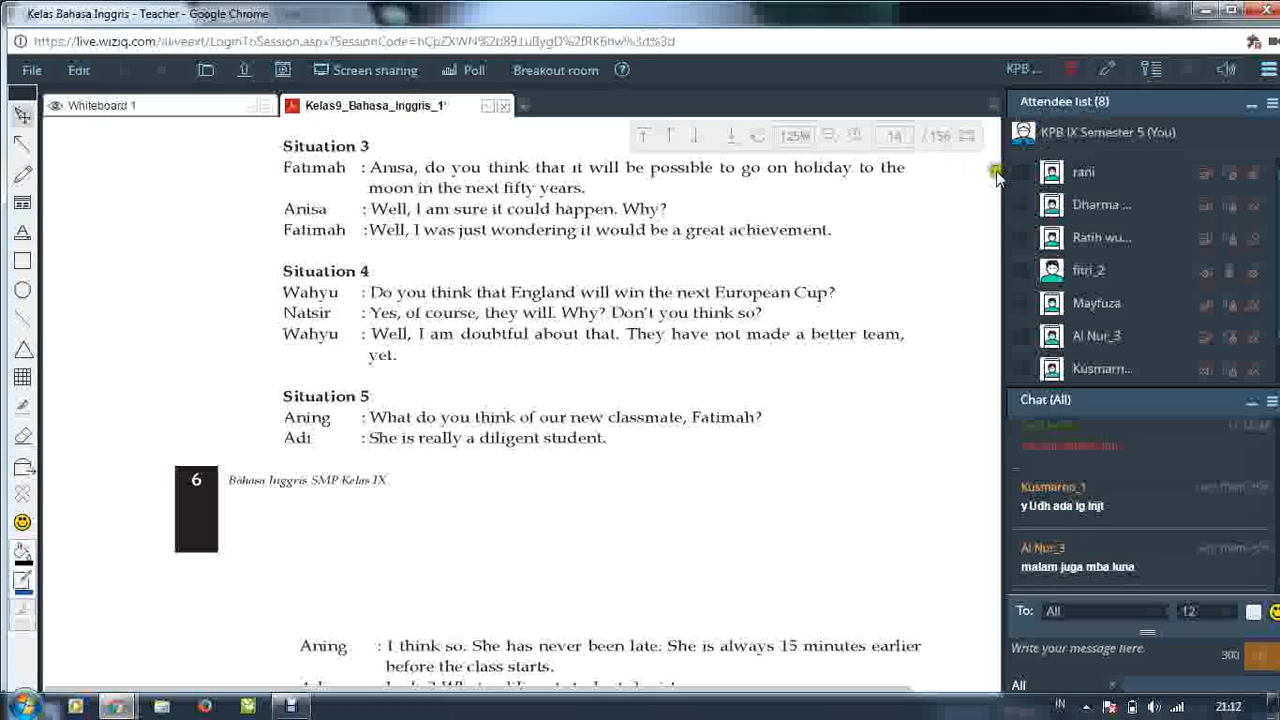 Kelas Bahasa Inggris - Teacher - Google Chrome
File Edit Screen sharing Poll Breakout room KPB ...
Whiteboard 1 Kelas9_Bahasa_Inggris_1
125% 14 / 156
Situation 3
Fatimah : Anisa, do you think that it will be possible to go on holiday to the
moon in the next fifty years.
Anisa : Well, I am sure it could happen. Why?
Fatimah : Well, I was just wondering it would be a great achievement.
Situation 4
Wahyu : Do you think that England will win the next European Cup?
Natsir : Yes, of course, they will. Why? Don't you think so?
Wahyu : Well, I am doubtful about that. They have not made a better team,
yet.
Situation 5
Aning : What do you think of our new classmate, Fatimah?
Adi : She is really a diligent student.
6 Bahasa Inggris SMP Kelas IX
Aning : I think so. She has never been late. She is always 15 minutes earlier
before the class starts.
Attendee list (8)
KPB IX Semester 5 (You)
rani
Dharma ...
Ratih wu...
fitri_2
Mayfuza
Al Nur_3
Kusmarn...
Chat (All)
Kusmarno_1
y Udh ada lg Injt
Al Nur_3
malam juga mba luna
To: All 12
Write your message here. 300
All
IN 21:12